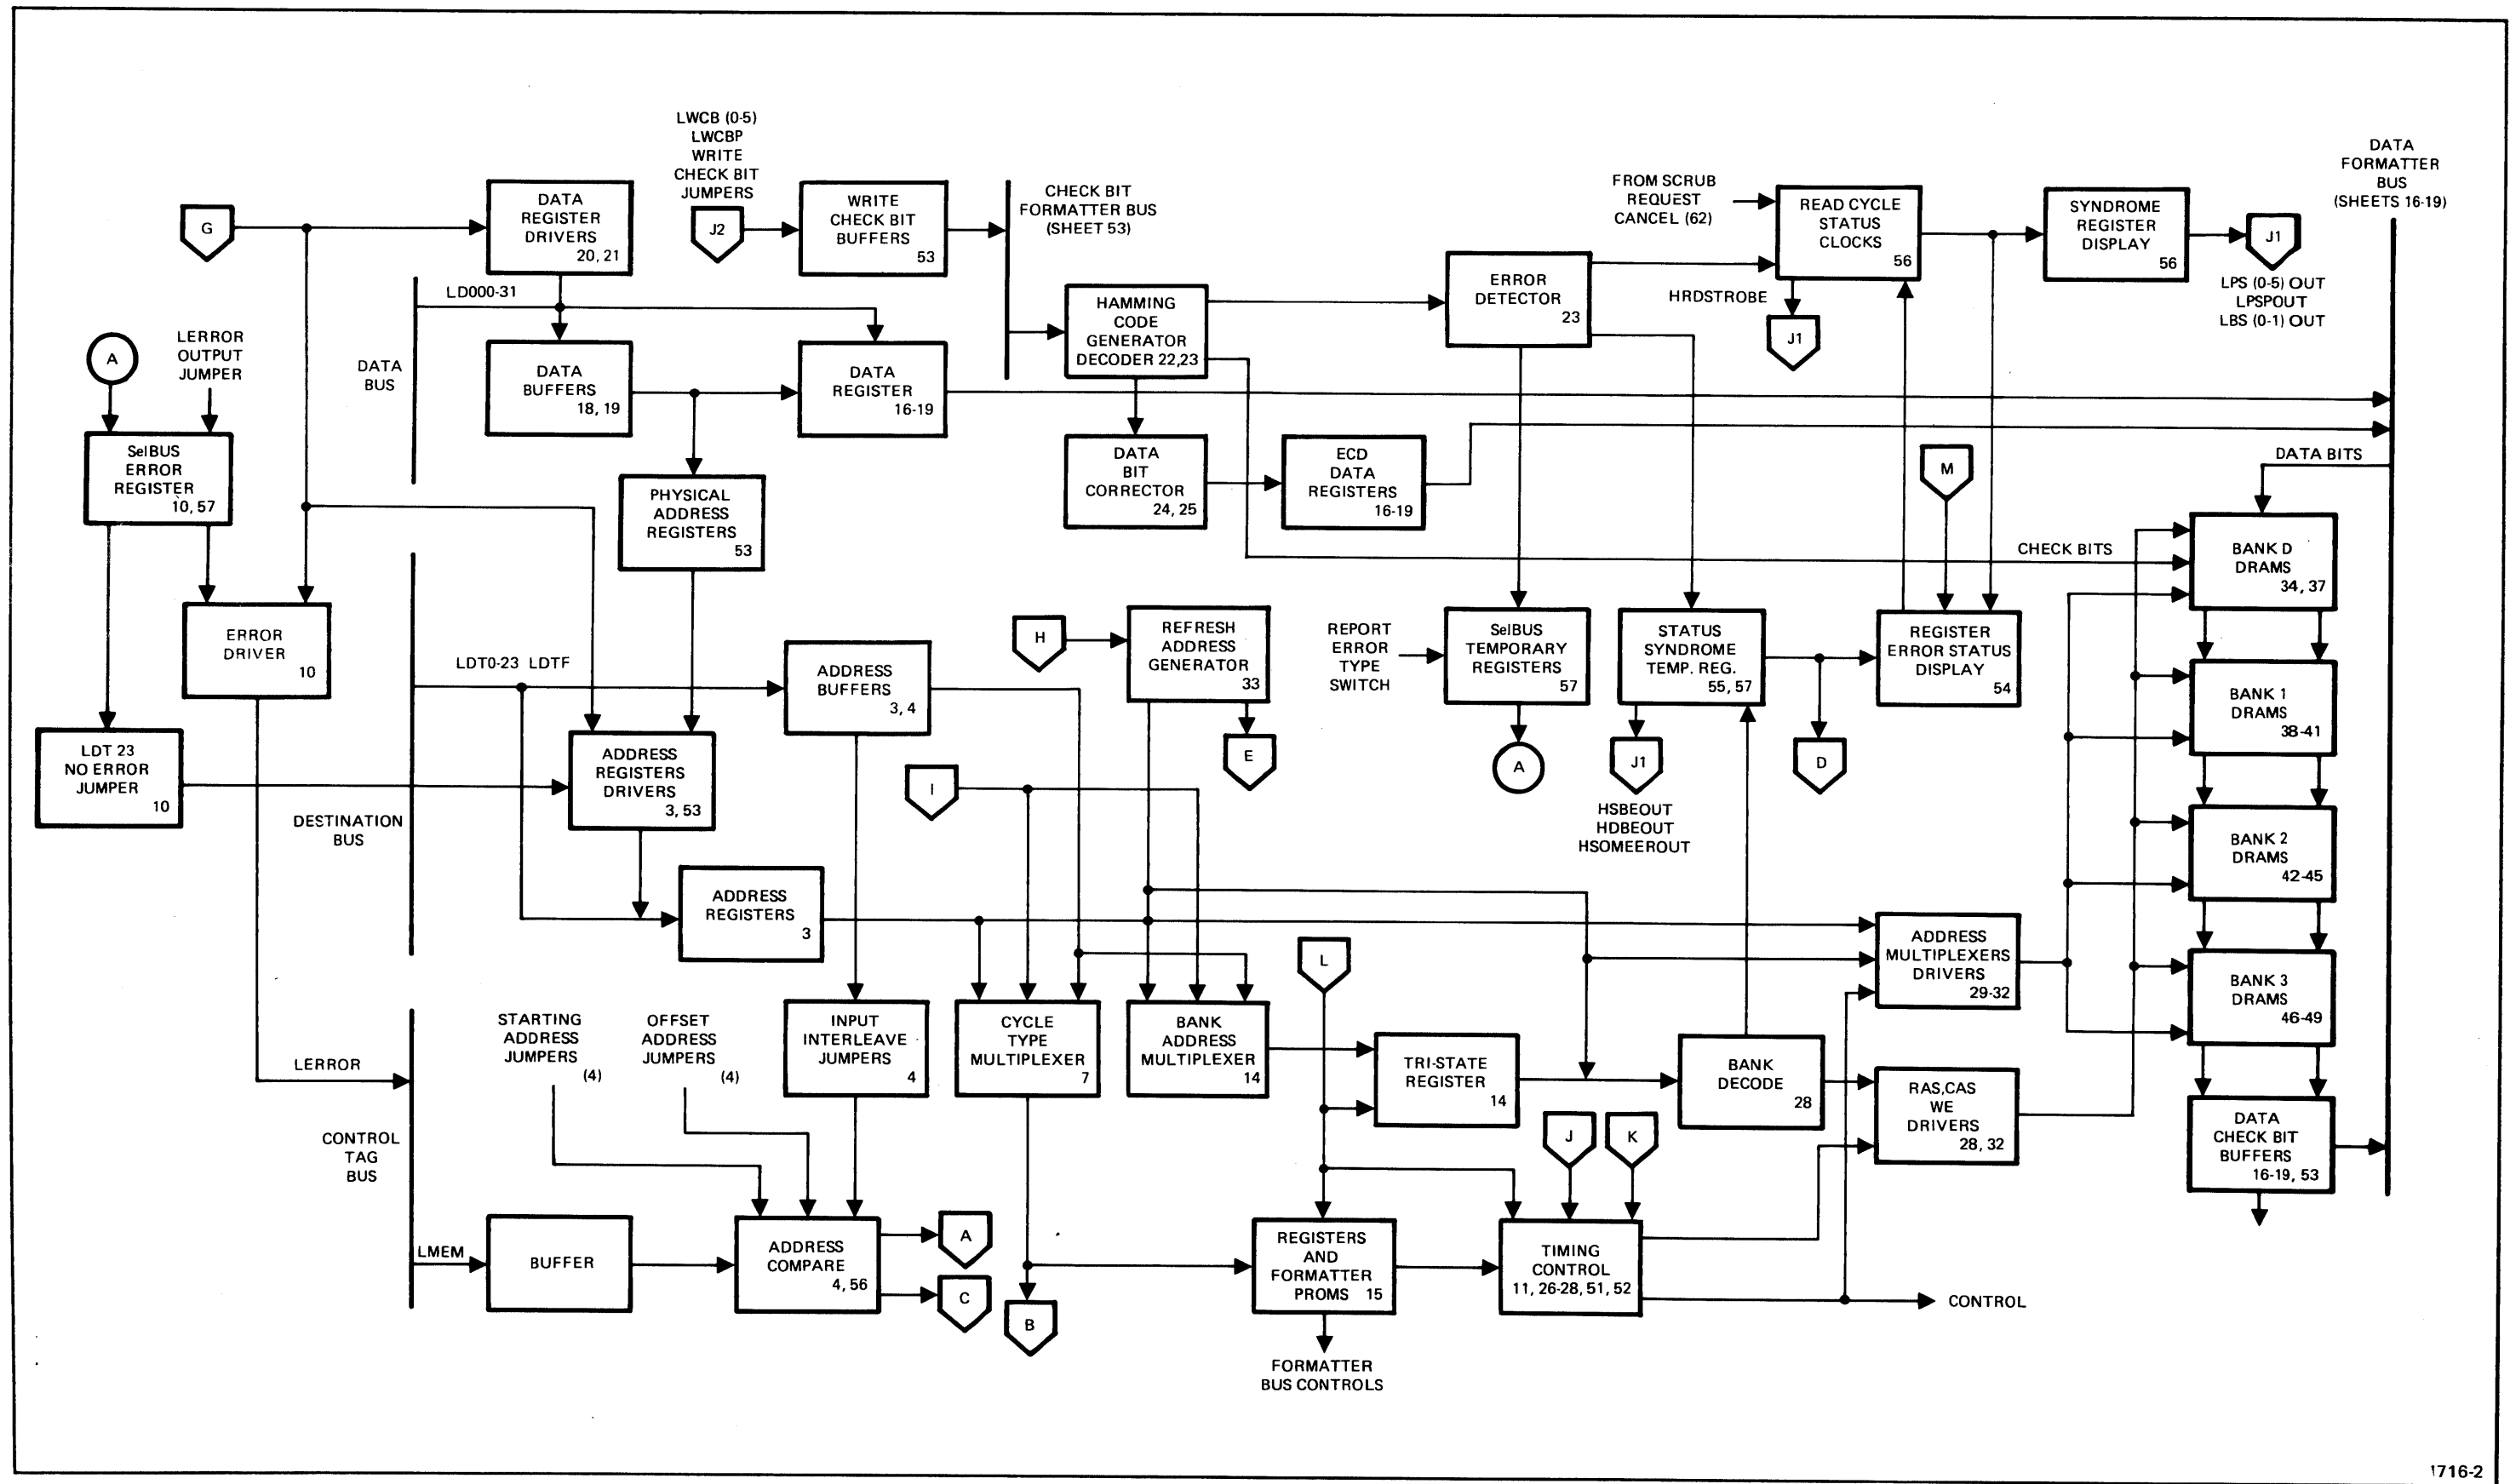 LWCB (0-5)
LWCBP
WRITE
CHECK BIT
JUMPERS
J2
G
DATA
REGISTER
DRIVERS
20, 21
WRITE
CHECK BIT
BUFFERS
53
CHECK BIT
FORMATTER BUS
(SHEET 53)
FROM SCRUB
REQUEST
CANCEL (62)
READ CYCLE
STATUS
CLOCKS
56
SYNDROME
REGISTER
DISPLAY
56
J1
LPS (0-5) OUT
LPSPOUT
LBS (0-1) OUT
DATA
FORMATTER
BUS
(SHEETS 16-19)
LD000-31
DATA
BUS
HAMMING
CODE
GENERATOR
DECODER 22,23
ERROR
DETECTOR
23
HRDSTROBE
J1
A
LERROR
OUTPUT
JUMPER
DATA
BUFFERS
18, 19
DATA
REGISTER
16-19
SelBUS
ERROR
REGISTER
10, 57
PHYSICAL
ADDRESS
REGISTERS
53
DATA
BIT
CORRECTOR
24, 25
ECD
DATA
REGISTERS
16-19
M
DATA BITS
CHECK BITS
BANK D
DRAMS
34, 37
ERROR
DRIVER
10
LDT0-23 LDTF
ADDRESS
BUFFERS
3, 4
H
REFRESH
ADDRESS
GENERATOR
33
E
REPORT
ERROR
TYPE
SWITCH
SelBUS
TEMPORARY
REGISTERS
57
A
STATUS
SYNDROME
TEMP. REG.
55, 57
J1
HSBEOUT
HDBEOUT
HSOMEEROUT
D
REGISTER
ERROR STATUS
DISPLAY
54
BANK 1
DRAMS
38-41
LDT 23
NO ERROR
JUMPER
10
DESTINATION
BUS
ADDRESS
REGISTERS
DRIVERS
3, 53
I
BANK 2
DRAMS
42-45
ADDRESS
REGISTERS
3
L
ADDRESS
MULTIPLEXERS
DRIVERS
29-32
BANK 3
DRAMS
46-49
LERROR
CONTROL
TAG
BUS
STARTING
ADDRESS
JUMPERS
(4)
OFFSET
ADDRESS
JUMPERS
(4)
INPUT
INTERLEAVE
JUMPERS
4
CYCLE
TYPE
MULTIPLEXER
7
BANK
ADDRESS
MULTIPLEXER
14
TRI-STATE
REGISTER
14
BANK
DECODE
28
RAS,CAS
WE
DRIVERS
28, 32
DATA
CHECK BIT
BUFFERS
16-19, 53
J
K
LMEM
BUFFER
ADDRESS
COMPARE
4, 56
A
C
B
REGISTERS
AND
FORMATTER
PROMS 15
TIMING
CONTROL
11, 26-28, 51, 52
CONTROL
FORMATTER
BUS CONTROLS
1716-2